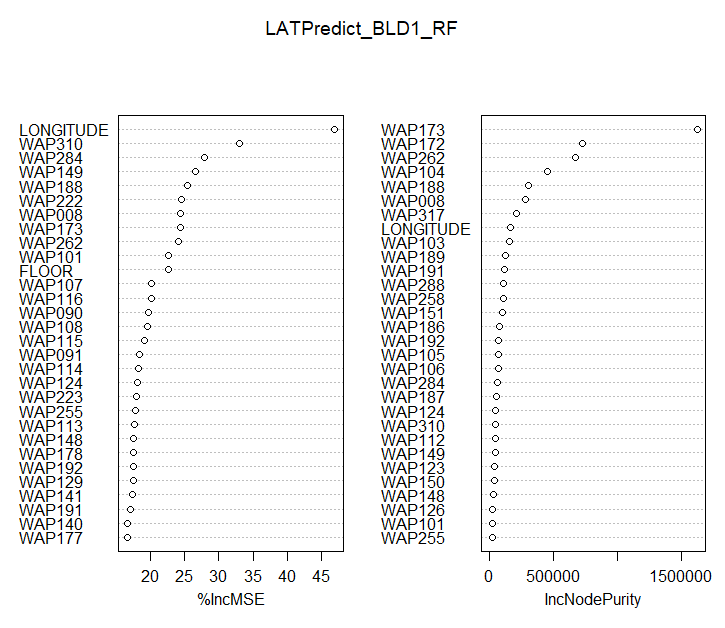 LATPredict_BLD1_RF
LONGITUDE
WAP310
WAP284
WAP149
WAP188
WAP222
WAP008
WAP173
WAP262
WAP101
FLOOR
WAP107
WAP116
WAP090
WAP108
WAP115
WAP091
WAP114
WAP124
WAP223
WAP255
WAP113
WAP148
WAP178
WAP192
WAP129
WAP141
WAP191
WAP140
WAP177
20 25 30 35 40 45
%IncMSE
WAP173
WAP172
WAP262
WAP104
WAP188
WAP008
WAP317
LONGITUDE
WAP103
WAP189
WAP191
WAP288
WAP258
WAP151
WAP186
WAP192
WAP105
WAP106
WAP284
WAP187
WAP124
WAP310
WAP112
WAP149
WAP123
WAP150
WAP148
WAP126
WAP101
WAP255
0 500000 1500000
IncNodePurity